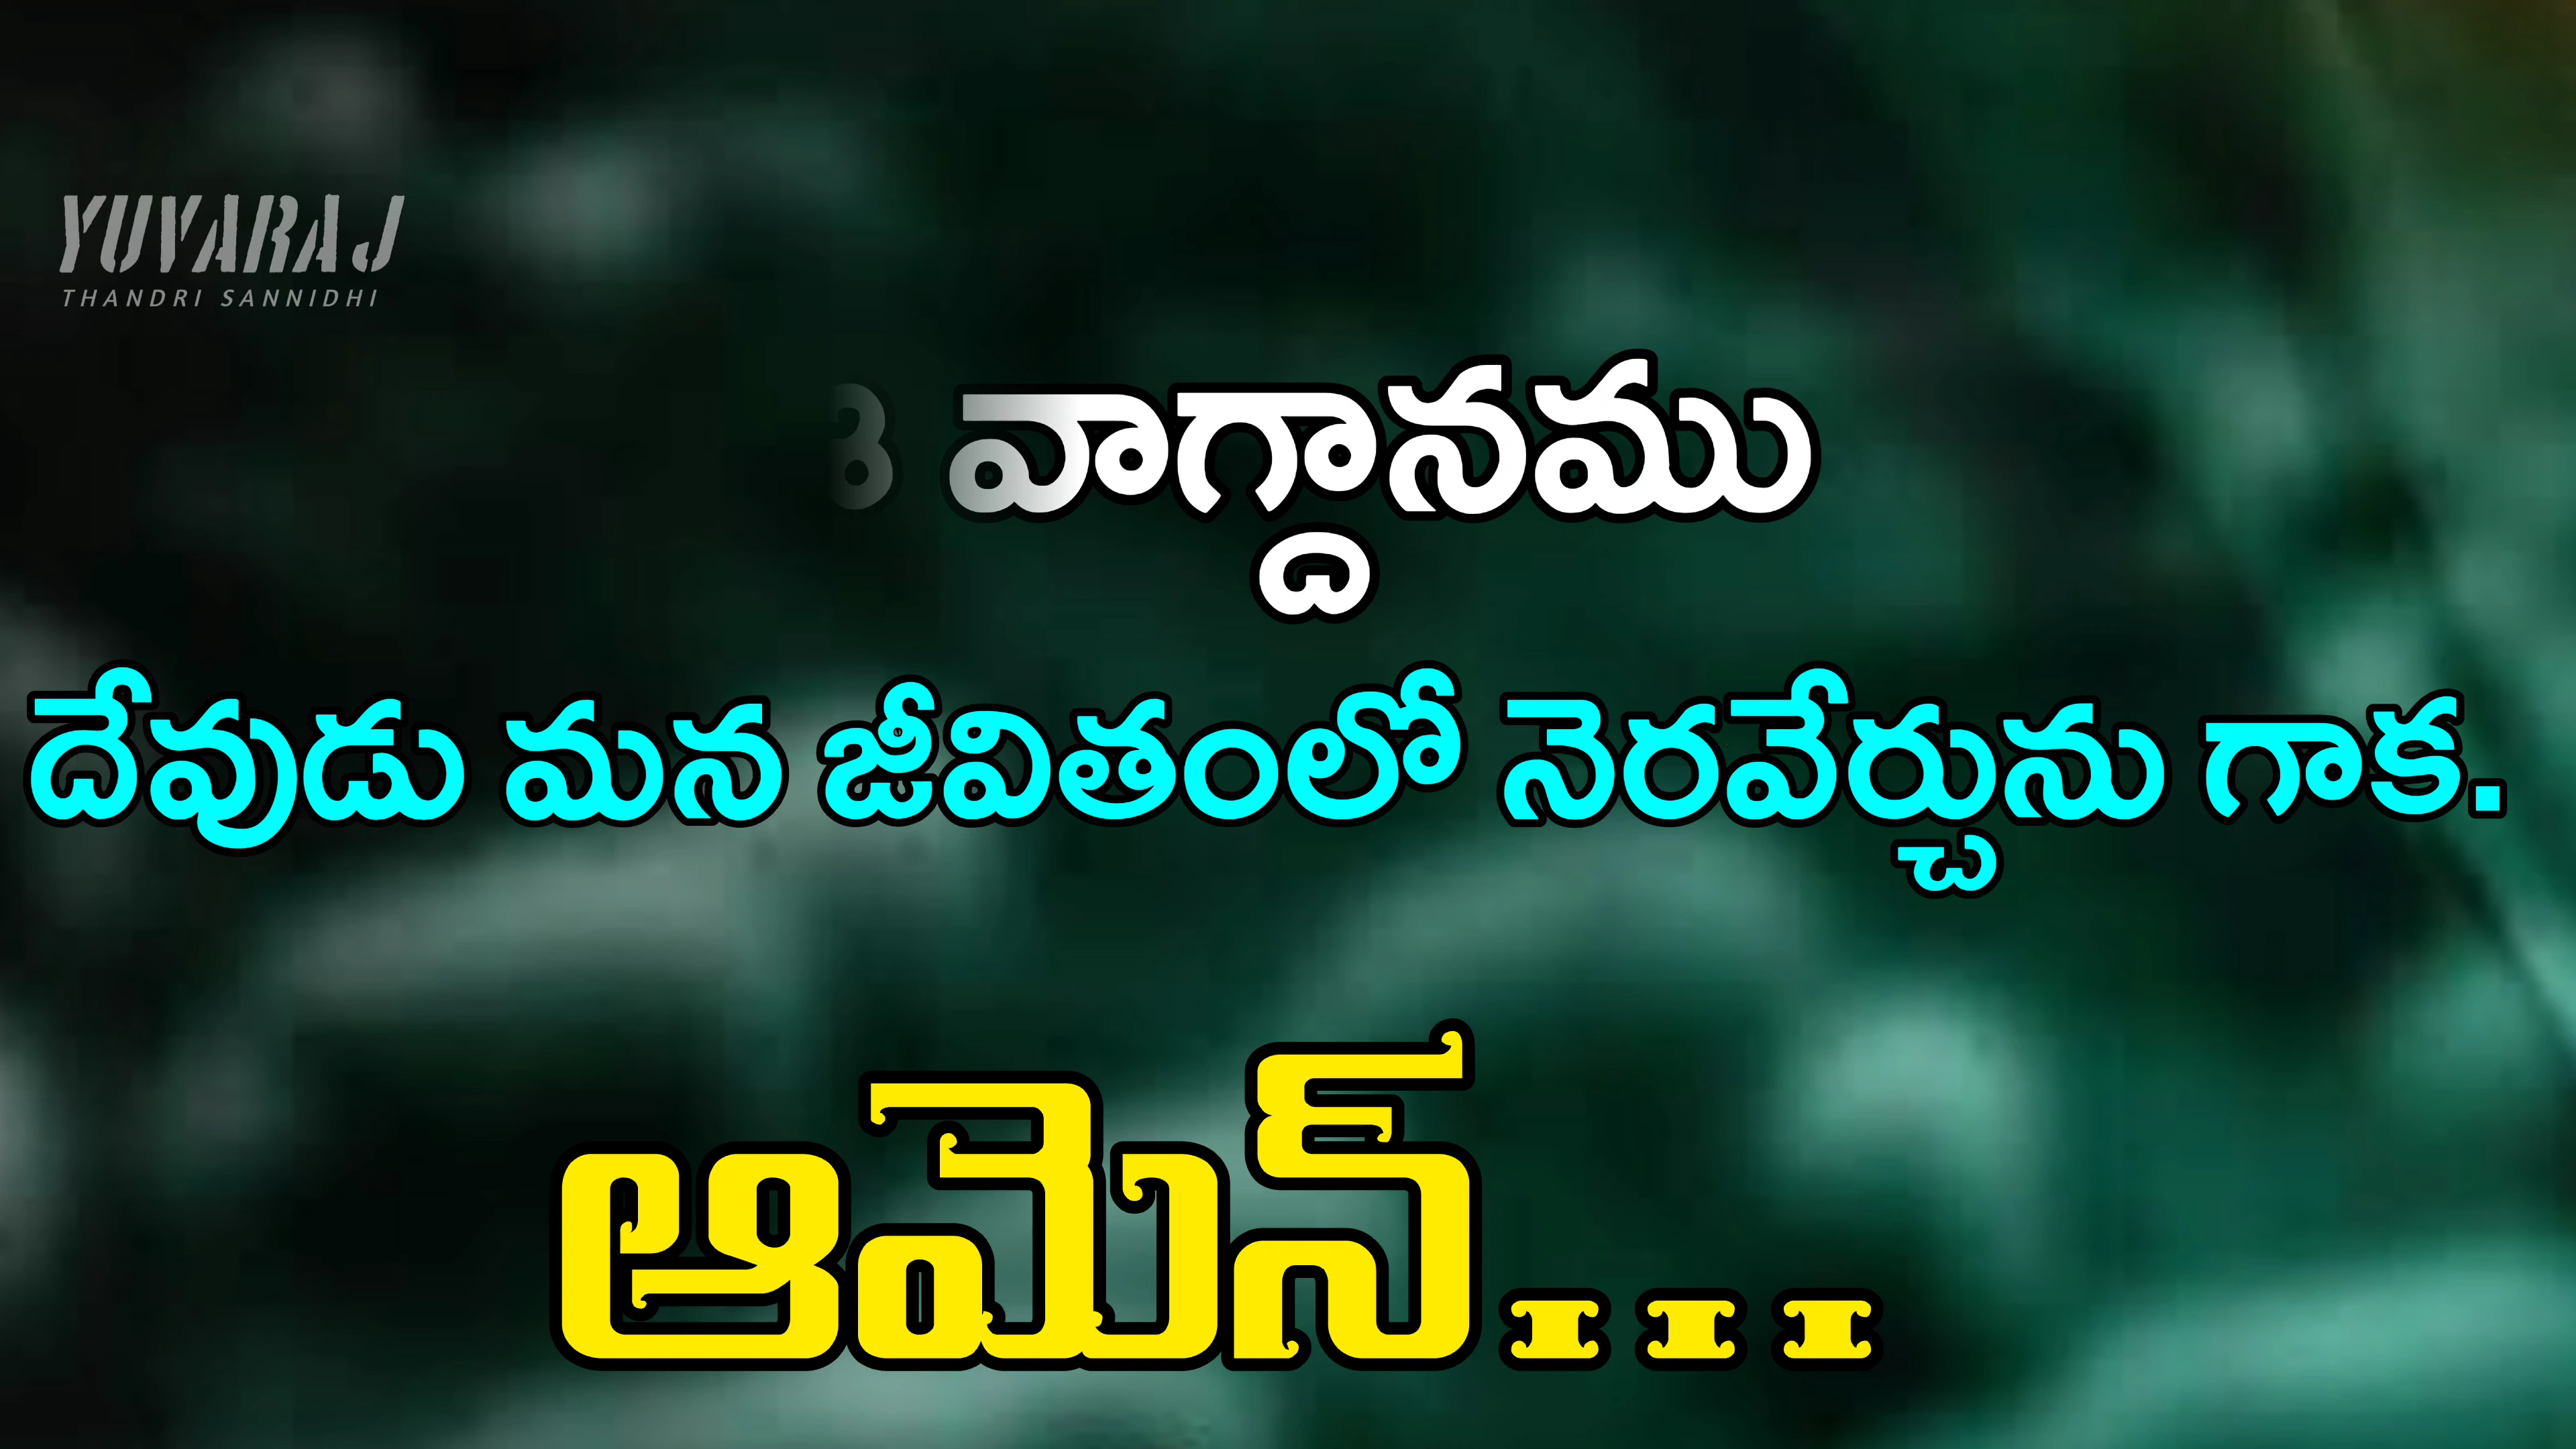 YUVARAJ
THANDRI SANNIDHI
వాగ్దానము
దేవుడు మన జీవితంలో నెరవేర్చును గాక.
ఆమెన్...